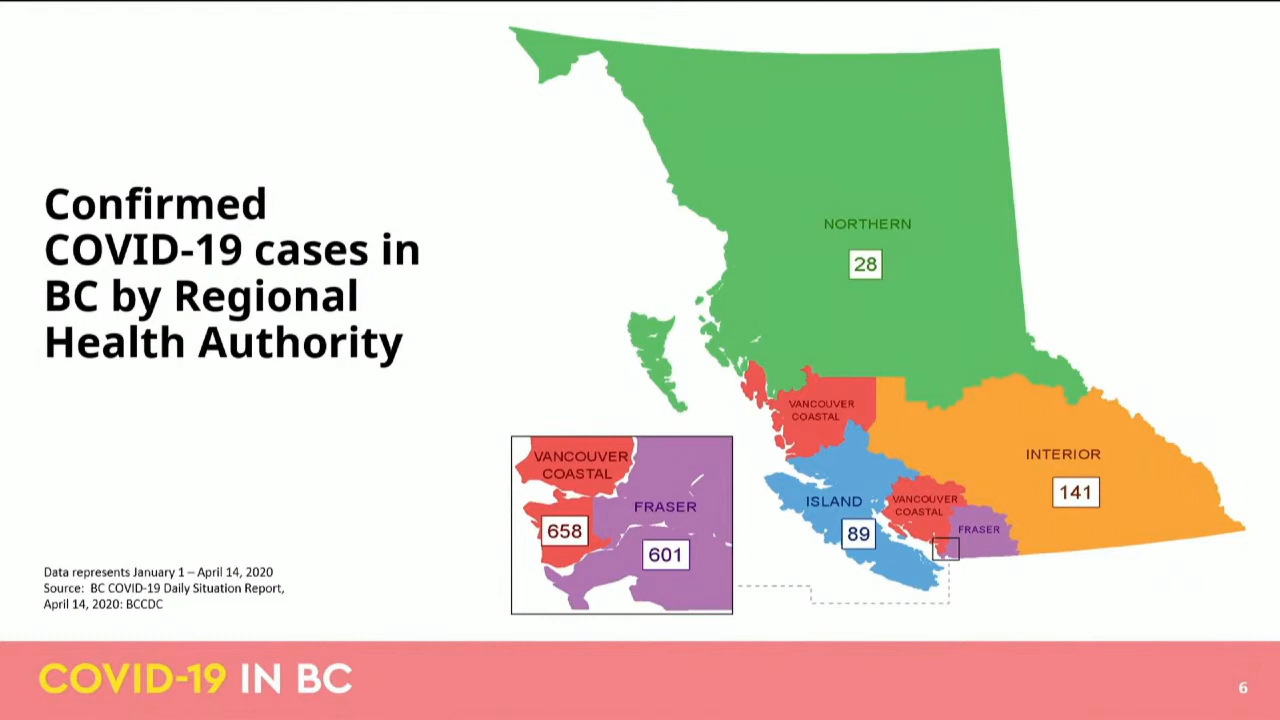 Confirmed
COVID-19 cases in
BC by Regional
Health Authority
NORTHERN
28
VANCOUVER
COASTAL
INTERIOR
141
ISLAND
89
VANCOUVER
COASTAL
FRASER
VANCOUVER
COASTAL
658
FRASER
601
Data represents January 1 – April 14, 2020
Source:  BC COVID-19 Daily Situation Report,
April 14, 2020: BCCDC
COVID-19 IN BC
6